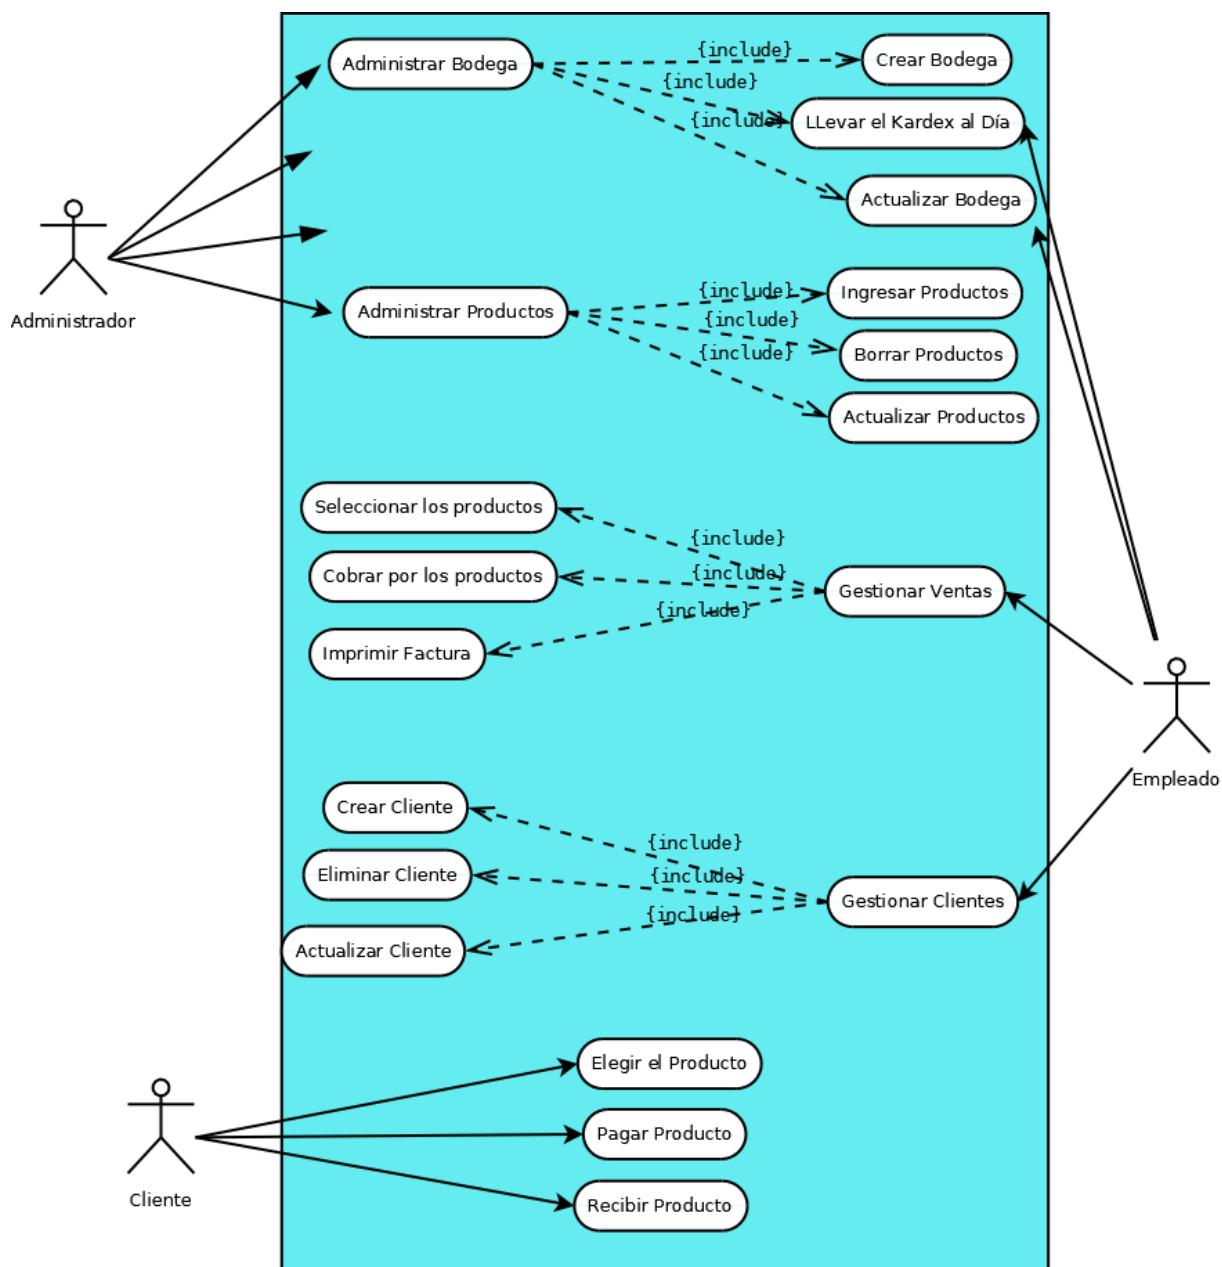 Administrar Bodega
{include}
Crear Bodega
{include}
LLevar el Kardex al Día
{include}
Actualizar Bodega
Administrador
Administrar Productos
{include}
Ingresar Productos
{include}
Borrar Productos
{include}
Actualizar Productos
Seleccionar los productos
{include}
Cobrar por los productos
{include}
Gestionar Ventas
{include}
Imprimir Factura
Empleado
Crear Cliente
{include}
Eliminar Cliente
{include}
Gestionar Clientes
{include}
Actualizar Cliente
Elegir el Producto
Pagar Producto
Cliente
Recibir Producto